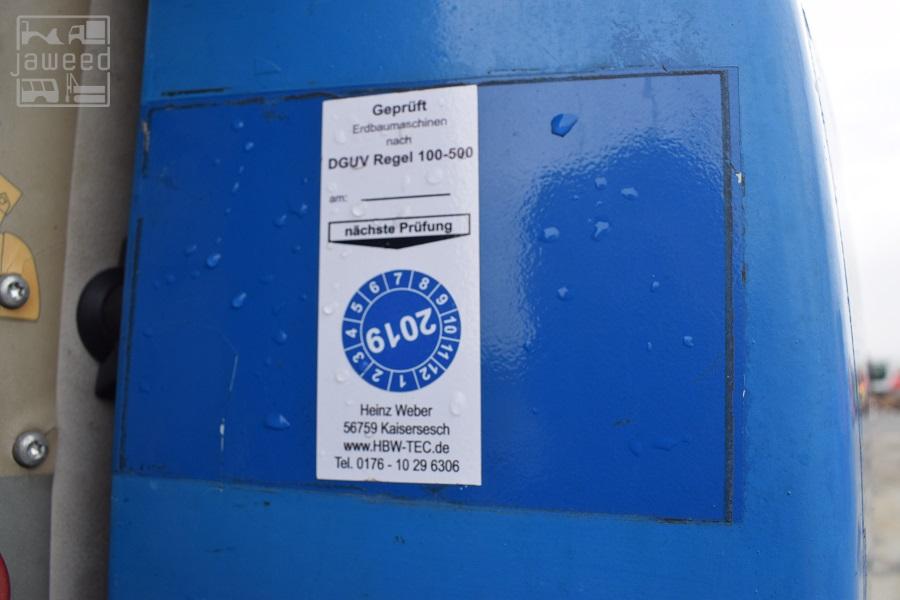 jaweed
Geprüft
Erdbaumaschinen
nach
DGUV Regel 100-500
am:
nächste Prüfung
1 2 3 4 5 6 7 8 9 10 11 12
2019
Heinz Weber
56759 Kaisersesch
www.HBW-TEC.de
Tel. 0176 - 10 29 6306